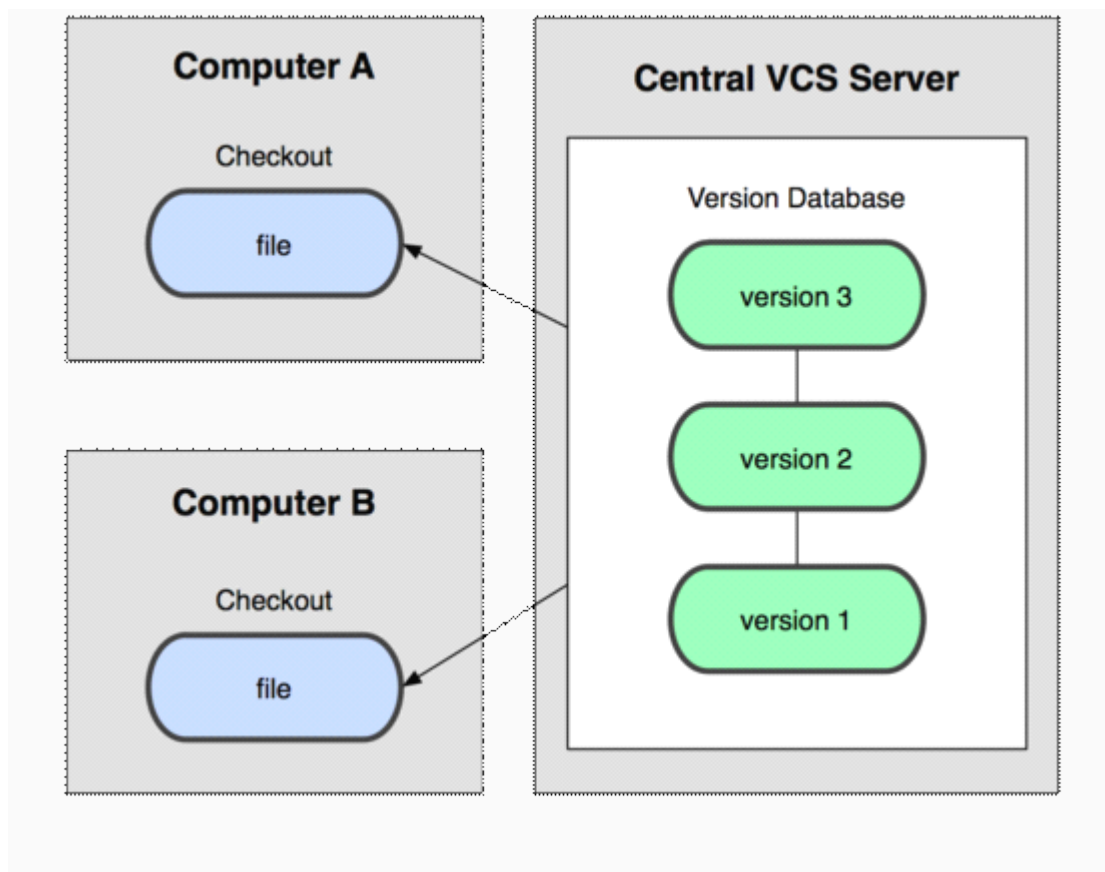 Computer A
Checkout
file
Computer B
Checkout
file
Central VCS Server
Version Database
version 3
version 2
version 1